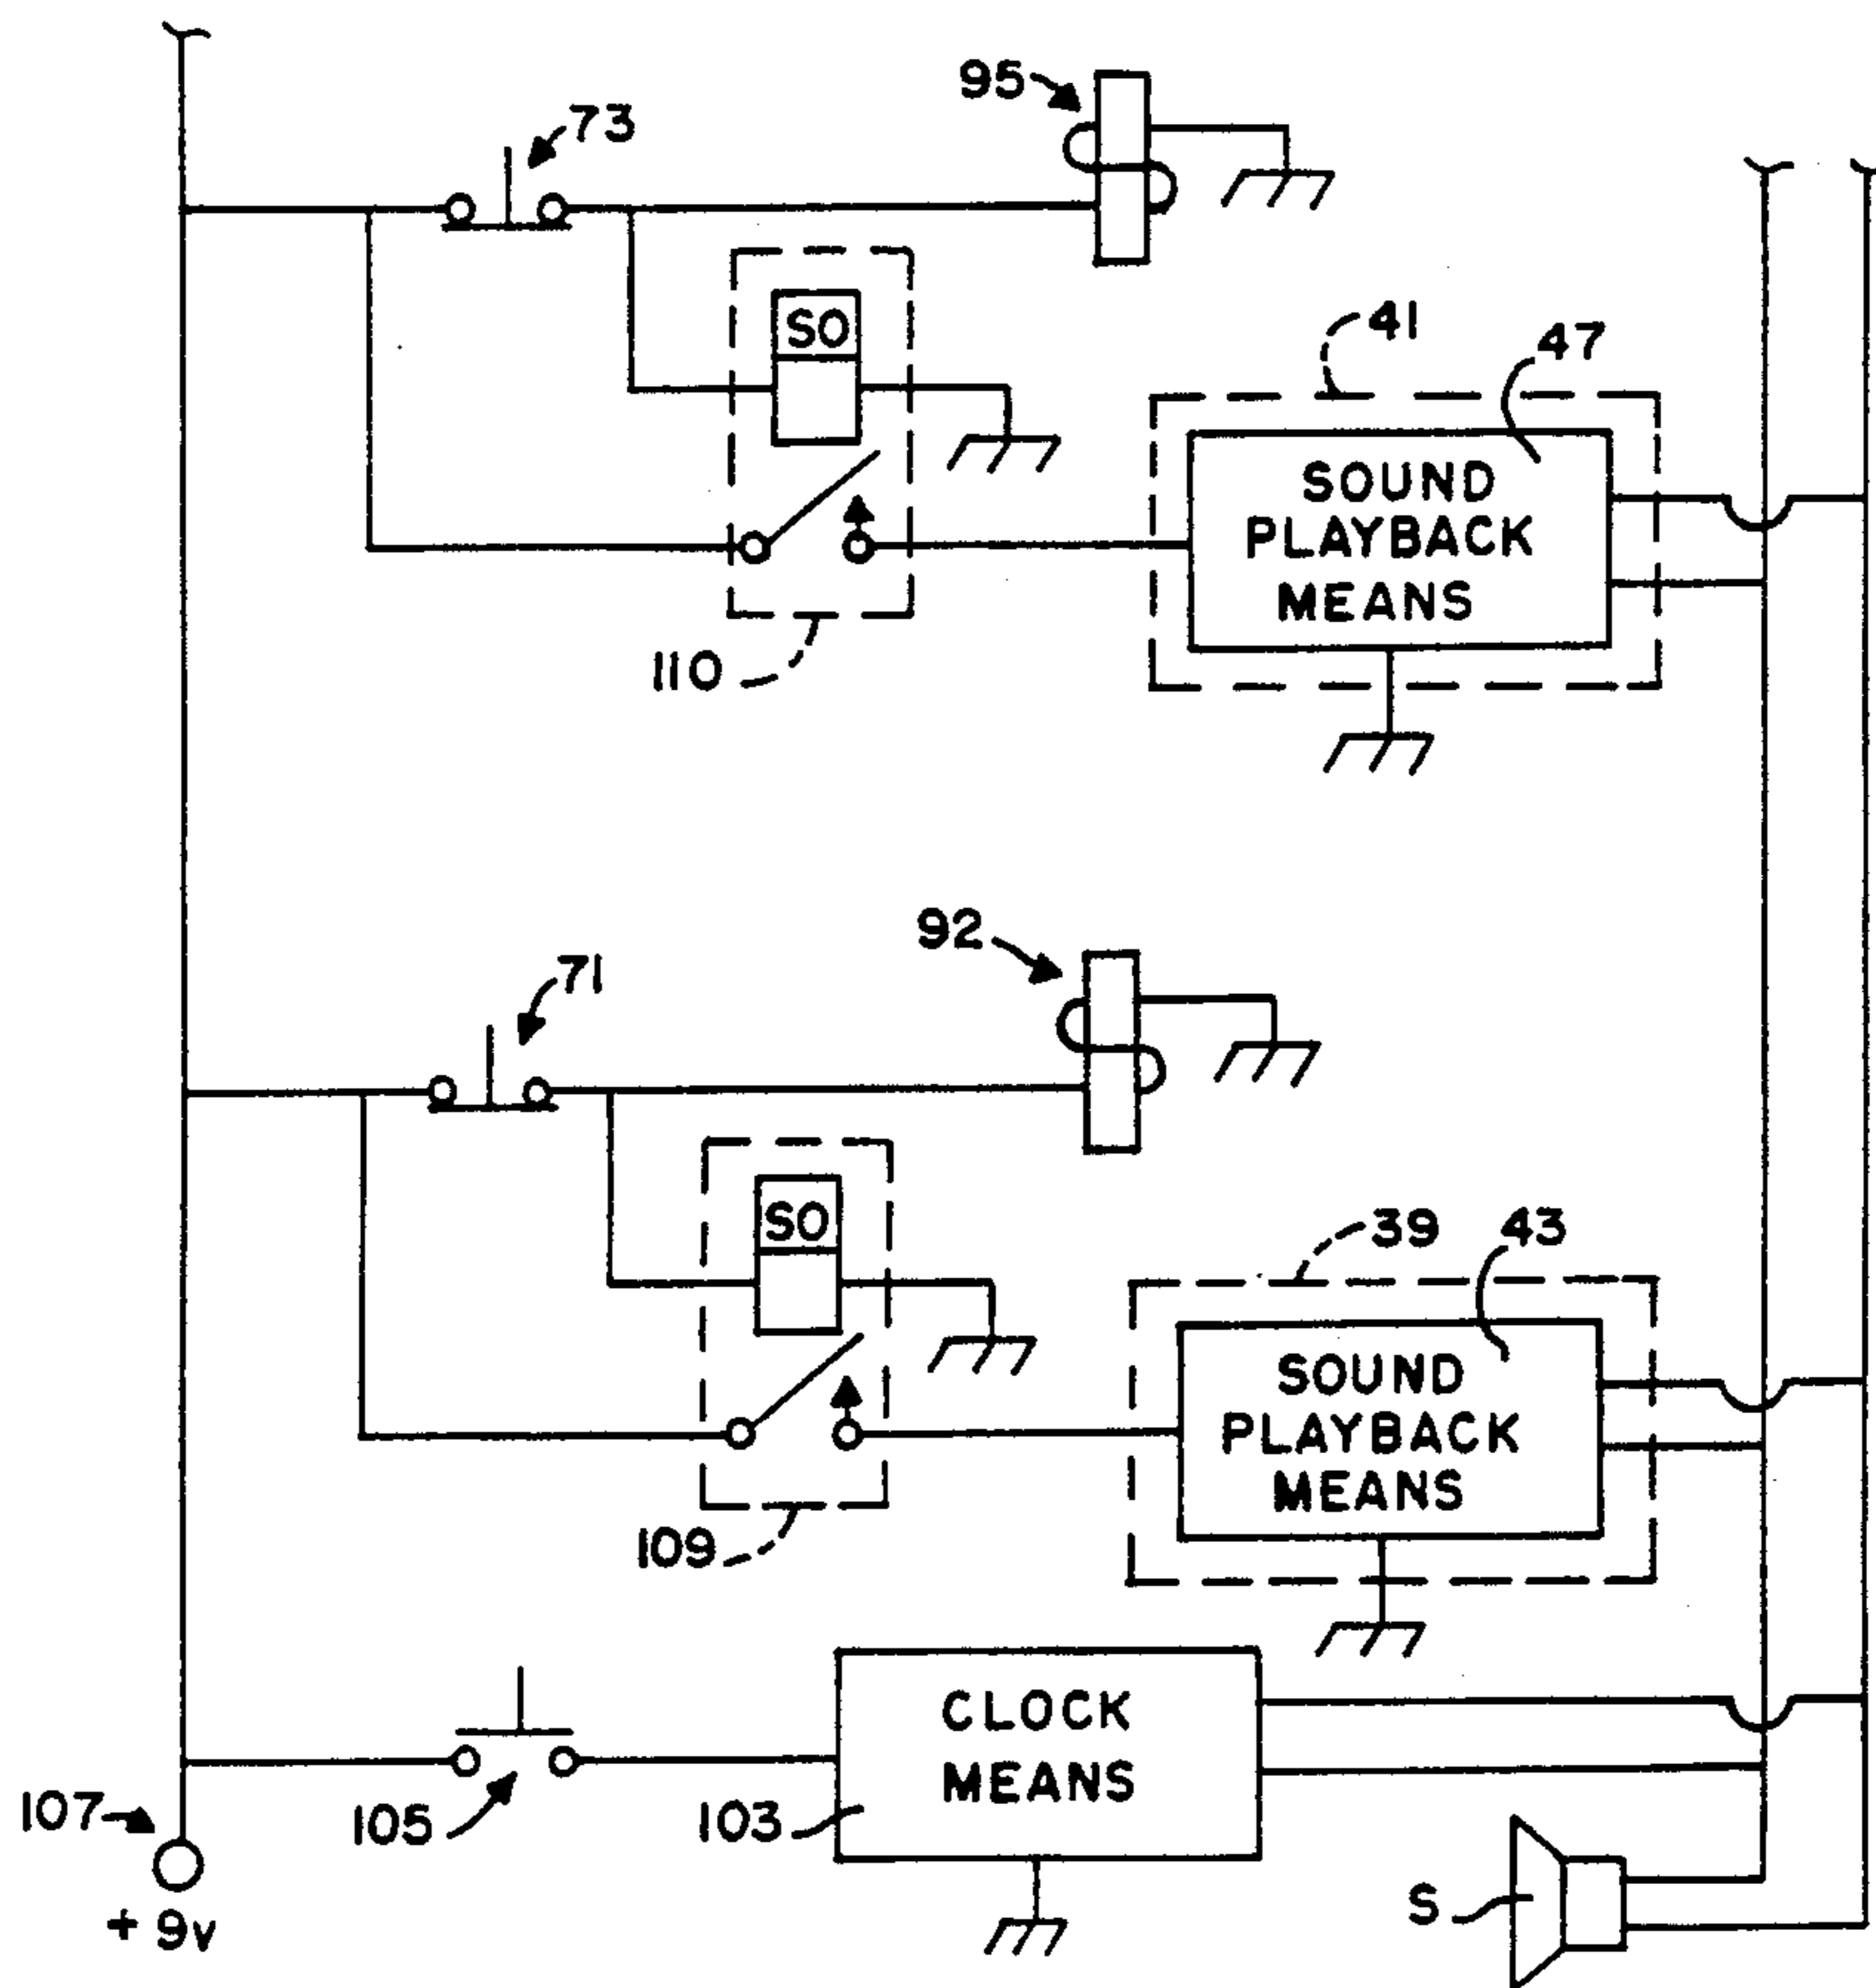 95
73
SO
41
47
SOUND
PLAYBACK
MEANS
110
92
71
SO
39
43
SOUND
PLAYBACK
MEANS
109
CLOCK
MEANS
107
105
103
+9v
S